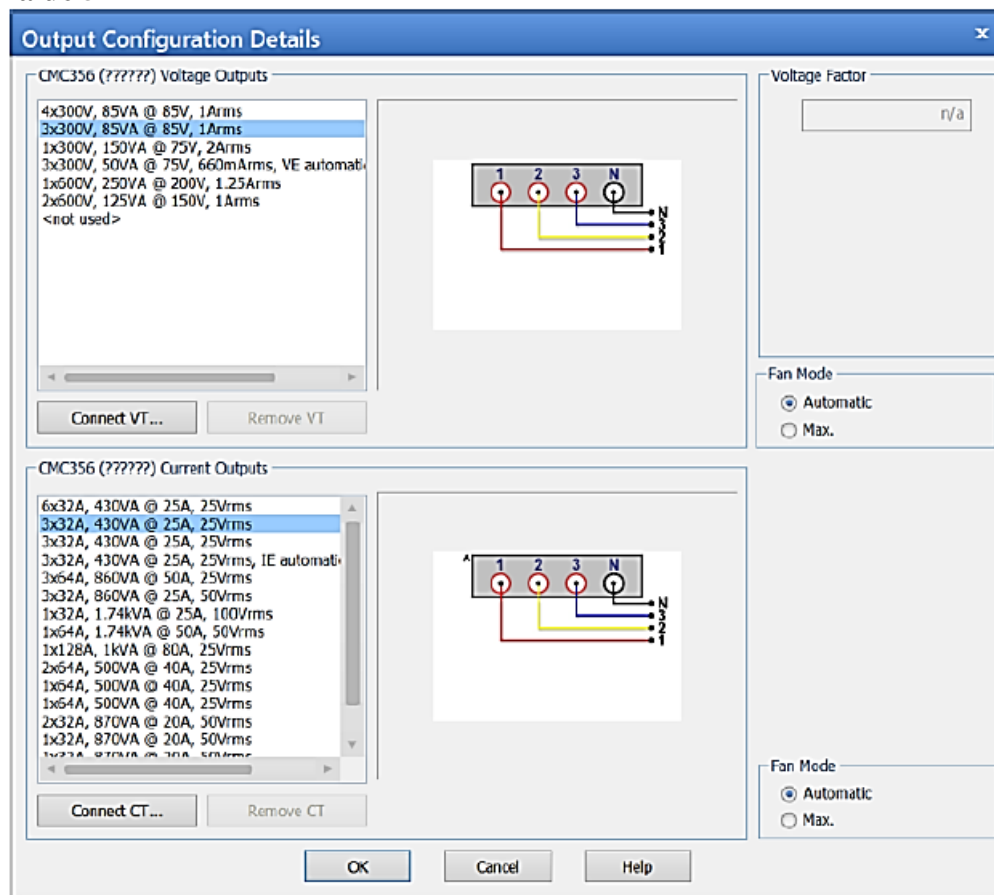 Output Configuration Details
x
CMC356 (??????) Voltage Outputs
4x300V, 85VA @ 85V, 1Arms
3x300V, 85VA @ 85V, 1Arms
1x300V, 150VA @ 75V, 2Arms
3x300V, 50VA @ 75V, 660mArms, VE automati
1x600V, 250VA @ 200V, 1.25Arms
2x600V, 125VA @ 150V, 1Arms
<not used>
Connect VT...
Remove VT
1 2 3 N
N
3
2
1
Voltage Factor
n/a
Fan Mode
Automatic
Max.
CMC356 (??????) Current Outputs
6x32A, 430VA @ 25A, 25Vrms
3x32A, 430VA @ 25A, 25Vrms
3x32A, 430VA @ 25A, 25Vrms
3x32A, 430VA @ 25A, 25Vrms, IE automati
3x64A, 860VA @ 50A, 25Vrms
3x32A, 860VA @ 25A, 50Vrms
1x32A, 1.74kVA @ 25A, 100Vrms
1x64A, 1.74kVA @ 50A, 50Vrms
1x128A, 1kVA @ 80A, 25Vrms
2x64A, 500VA @ 40A, 25Vrms
1x64A, 500VA @ 40A, 25Vrms
1x64A, 500VA @ 40A, 25Vrms
2x32A, 870VA @ 20A, 50Vrms
1x32A, 870VA @ 20A, 50Vrms
1x32A, 870VA @ 20A, 50Vrms
Connect CT...
Remove CT
A
1 2 3 N
N
3
2
1
Fan Mode
Automatic
Max.
OK
Cancel
Help